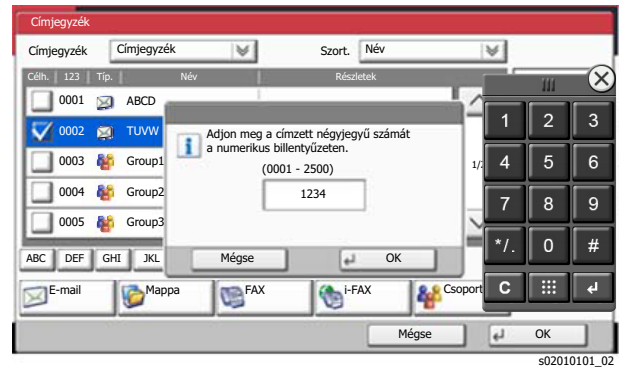 Címjegyzék
Címjegyzék Címjegyzék Szort. Név
Célh. 123 Típ. Név Részletek
0001 ABCD
0002 TUVW
0003 Group1
0004 Group2
0005 Group3
1/
Adjon meg a címzett négyjegyű számát
a numerikus billentyűzeten.
(0001 - 2500)
1234
Mégse OK
ABC DEF GHI JKL
E-mail Mappa FAX i-FAX Csoport
Mégse OK
1 2 3
4 5 6
7 8 9
*/. 0 #
C
s02010101_02